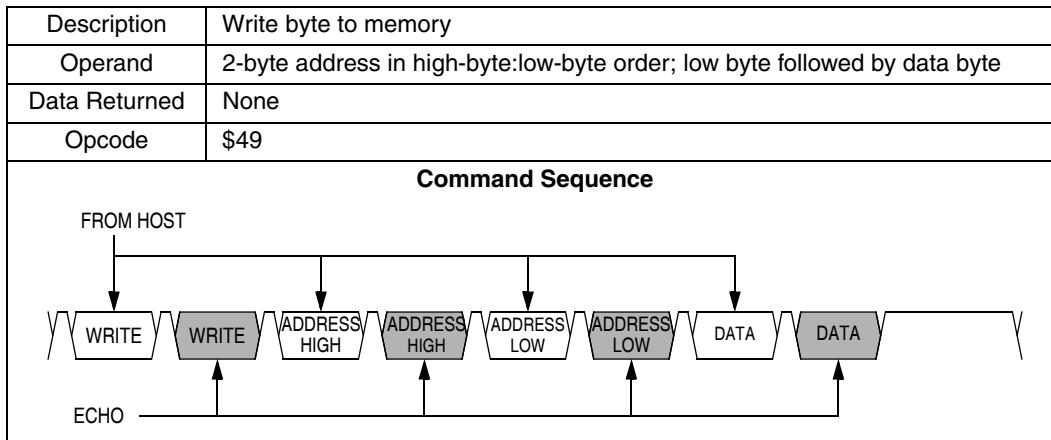 Description Write byte to memory
Operand 2-byte address in high-byte:low-byte order; low byte followed by data byte
Data Returned None
Opcode $49
Command Sequence
FROM HOST
WRITE WRITE ADDRESS HIGH ADDRESS HIGH ADDRESS LOW ADDRESS LOW DATA DATA
ECHO